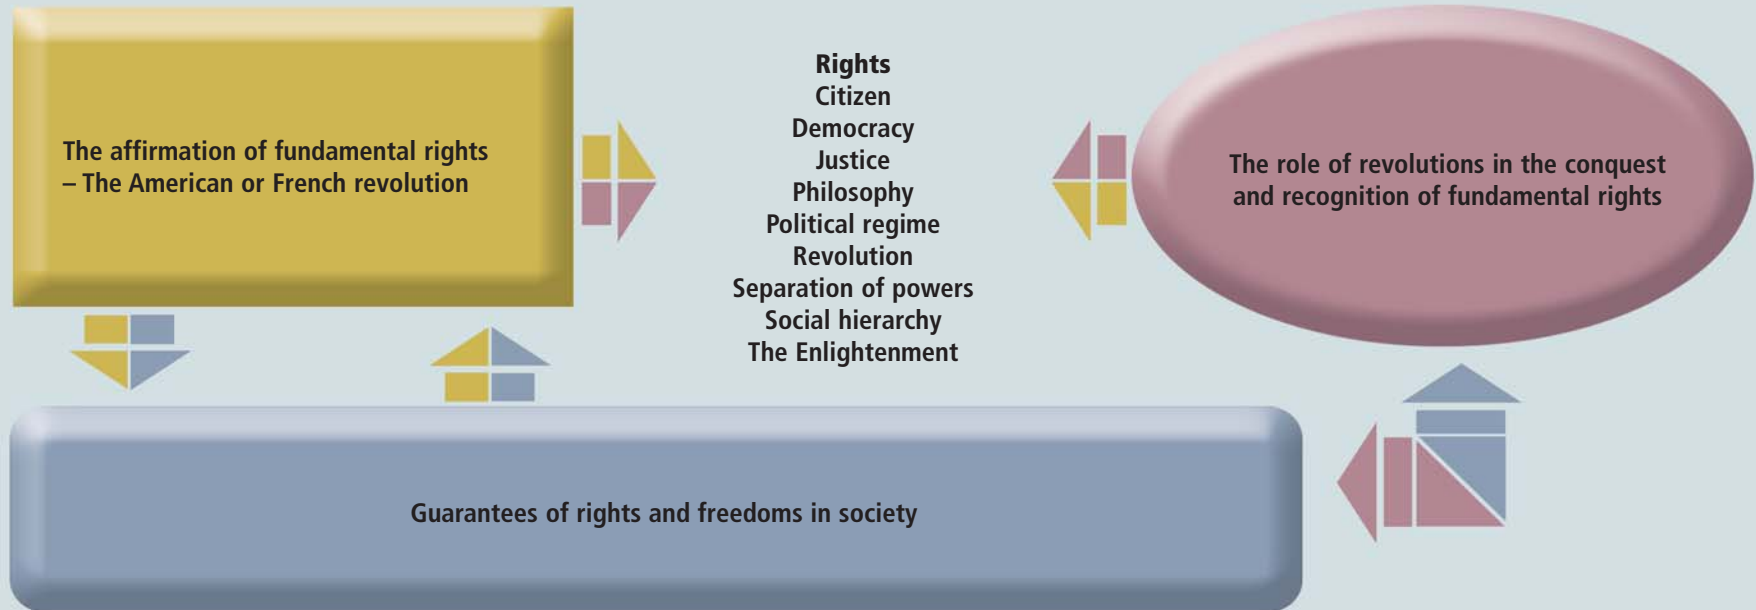 The affirmation of fundamental rights
– The American or French revolution
Rights
Citizen
Democracy
Justice
Philosophy
Political regime
Revolution
Separation of powers
Social hierarchy
The Enlightenment
The role of revolutions in the conquest
and recognition of fundamental rights
Guarantees of rights and freedoms in society